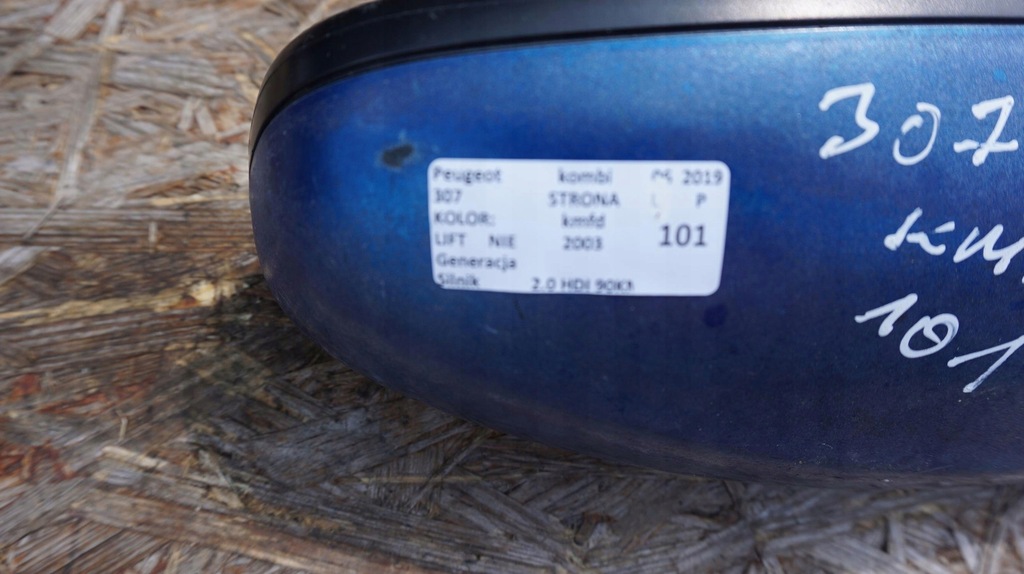 Peugeot kombi 2019
307 STRONA L P
KOLOR: kmfd
LIFT NIE 2003 101
Generacja
Silnik 2.0 HDI 90KM
307
101